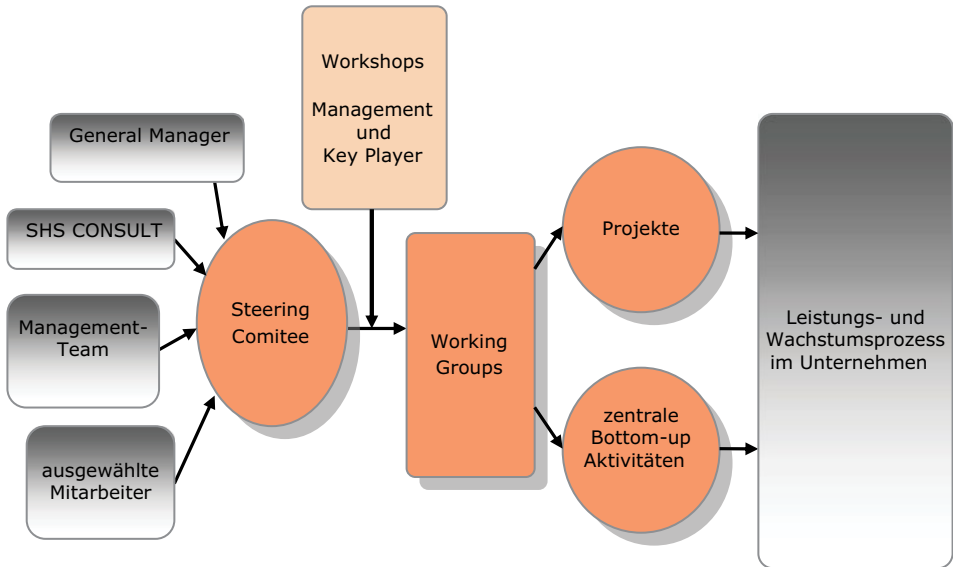 Workshops
Management
und
Key Player
General Manager
SHS CONSULT
Management-
Team
ausgewählte
Mitarbeiter
Steering
Comitee
Working
Groups
Projekte
zentrale
Bottom-up
Aktivitäten
Leistungs- und
Wachstumsprozess
im Unternehmen